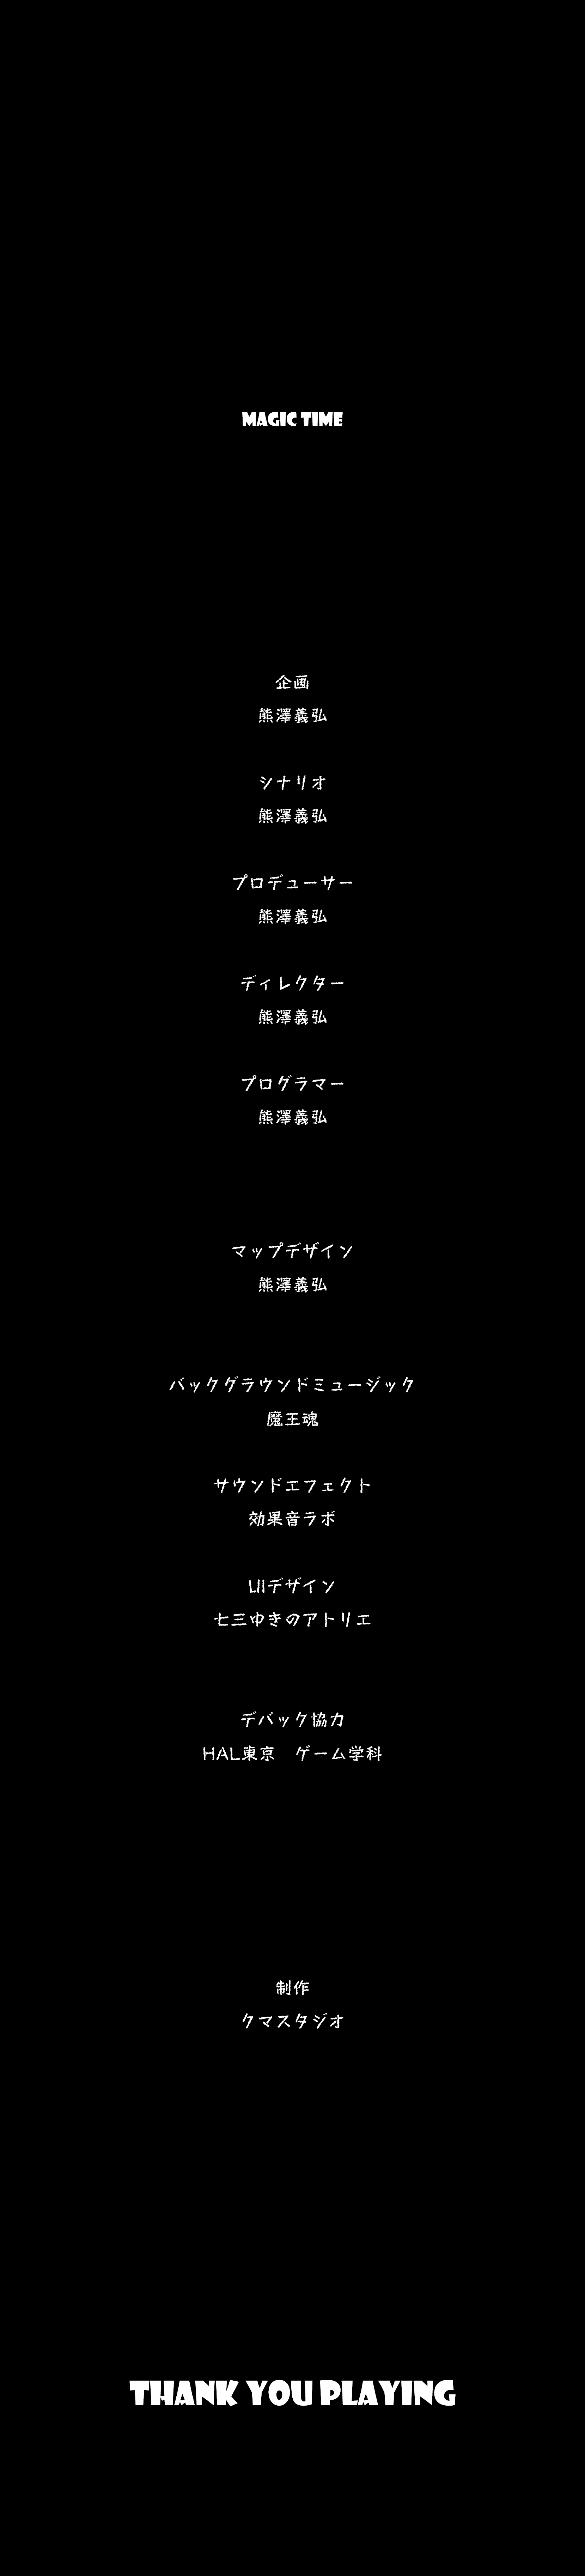 MAGIC TIME
企画
熊澤義弘
シナリオ
熊澤義弘
プロデューサー
熊澤義弘
ディレクター
熊澤義弘
プログラマー
熊澤義弘
マップデザイン
熊澤義弘
バックグラウンドミュージック
魔王魂
サウンドエフェクト
効果音ラボ
UIデザイン
七三ゆきのアトリエ
デバック協力
HAL東京　ゲーム学科
制作
クマスタジオ
THANK YOU PLAYING